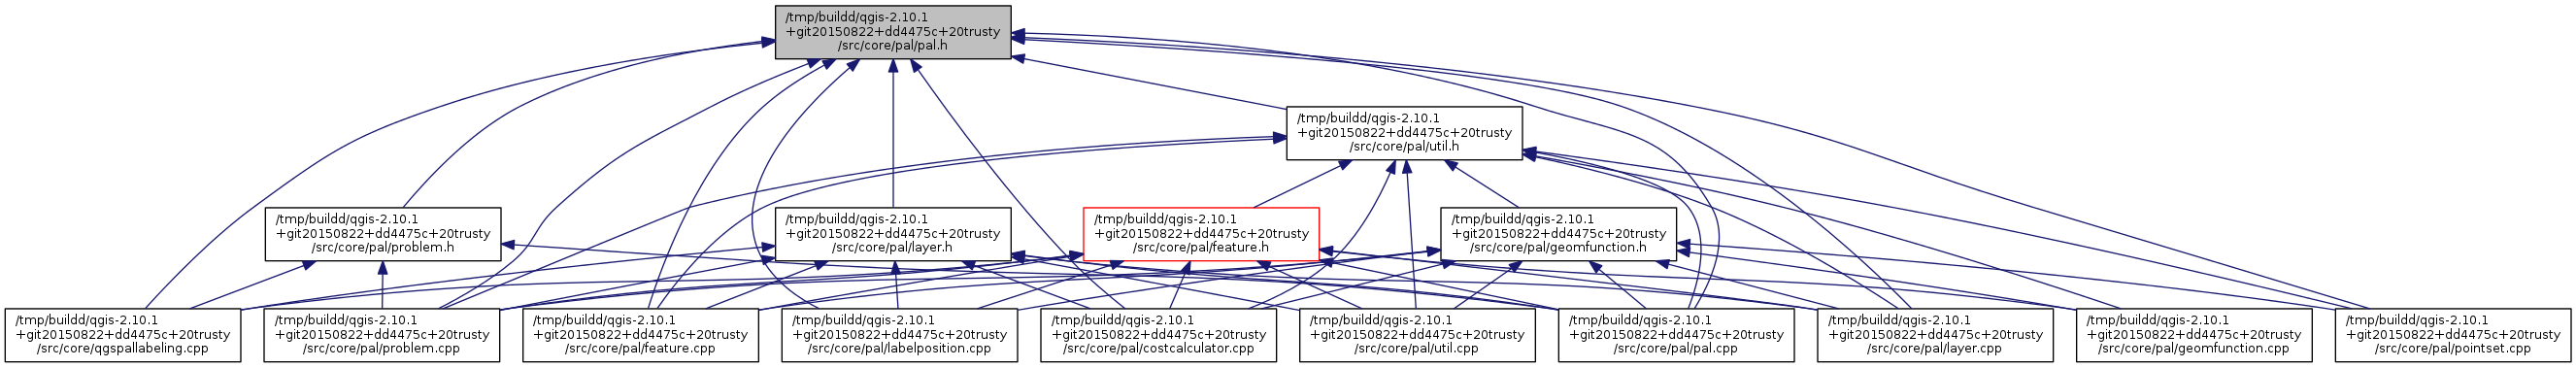 /tmp/buildd/qgis-2.10.1
+git20150822+dd4475c+20trusty
/src/core/pal/pal.h
/tmp/buildd/qgis-2.10.1
+git20150822+dd4475c+20trusty
/src/core/pal/util.h
/tmp/buildd/qgis-2.10.1
+git20150822+dd4475c+20trusty
/src/core/pal/problem.h
/tmp/buildd/qgis-2.10.1
+git20150822+dd4475c+20trusty
/src/core/pal/layer.h
/tmp/buildd/qgis-2.10.1
+git20150822+dd4475c+20trusty
/src/core/pal/feature.h
/tmp/buildd/qgis-2.10.1
+git20150822+dd4475c+20trusty
/src/core/pal/geomfunction.h
/tmp/buildd/qgis-2.10.1
+git20150822+dd4475c+20trusty
/src/core/qgspallabeling.cpp
/tmp/buildd/qgis-2.10.1
+git20150822+dd4475c+20trusty
/src/core/pal/problem.cpp
/tmp/buildd/qgis-2.10.1
+git20150822+dd4475c+20trusty
/src/core/pal/feature.cpp
/tmp/buildd/qgis-2.10.1
+git20150822+dd4475c+20trusty
/src/core/pal/labelposition.cpp
/tmp/buildd/qgis-2.10.1
+git20150822+dd4475c+20trusty
/src/core/pal/costcalculator.cpp
/tmp/buildd/qgis-2.10.1
+git20150822+dd4475c+20trusty
/src/core/pal/util.cpp
/tmp/buildd/qgis-2.10.1
+git20150822+dd4475c+20trusty
/src/core/pal/pal.cpp
/tmp/buildd/qgis-2.10.1
+git20150822+dd4475c+20trusty
/src/core/pal/layer.cpp
/tmp/buildd/qgis-2.10.1
+git20150822+dd4475c+20trusty
/src/core/pal/geomfunction.cpp
/tmp/buildd/qgis-2.10.1
+git20150822+dd4475c+20trusty
/src/core/pal/pointset.cpp